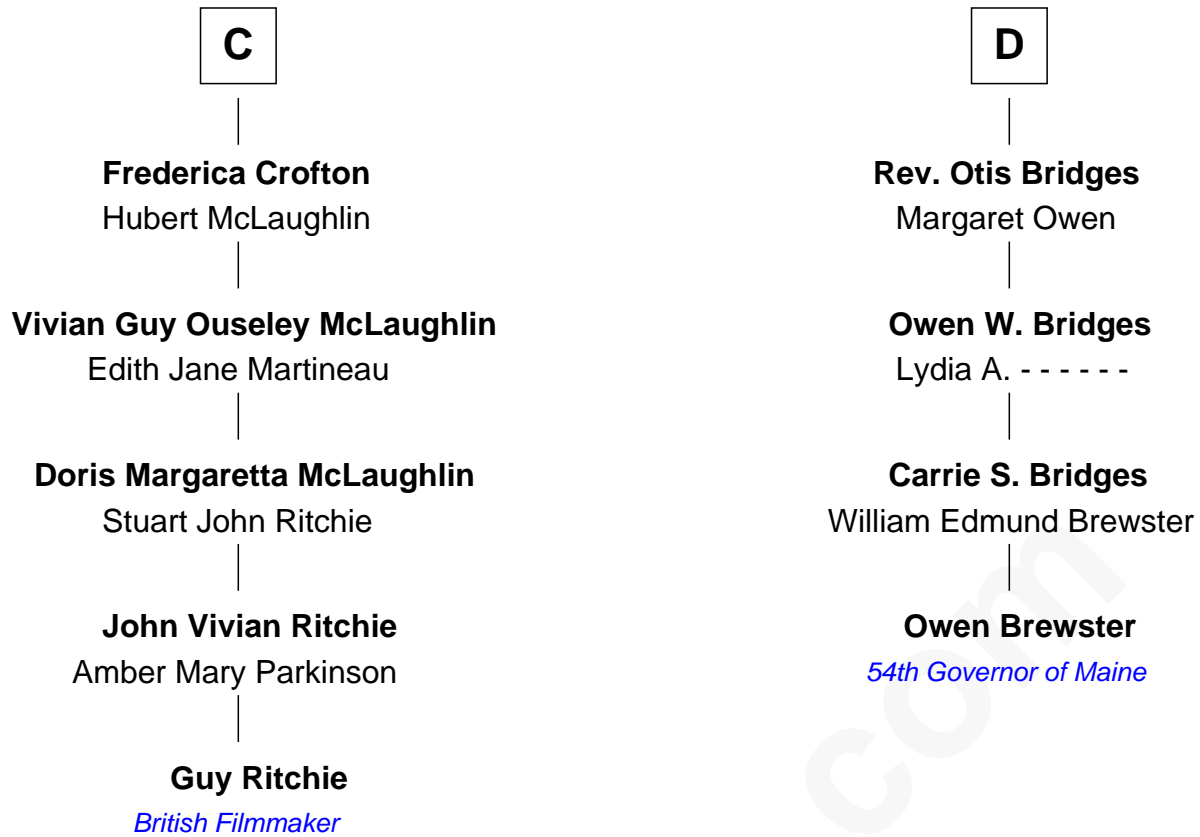 C
Frederica Crofton
Hubert McLaughlin
Vivian Guy Ouseley McLaughlin
Edith Jane Martineau
Doris Margaretta McLaughlin
Stuart John Ritchie
John Vivian Ritchie
Amber Mary Parkinson
Guy Ritchie
British Filmmaker
D
Rev. Otis Bridges
Margaret Owen
Owen W. Bridges
Lydia A. - - - - - -
Carrie S. Bridges
William Edmund Brewster
Owen Brewster
54th Governor of Maine
com